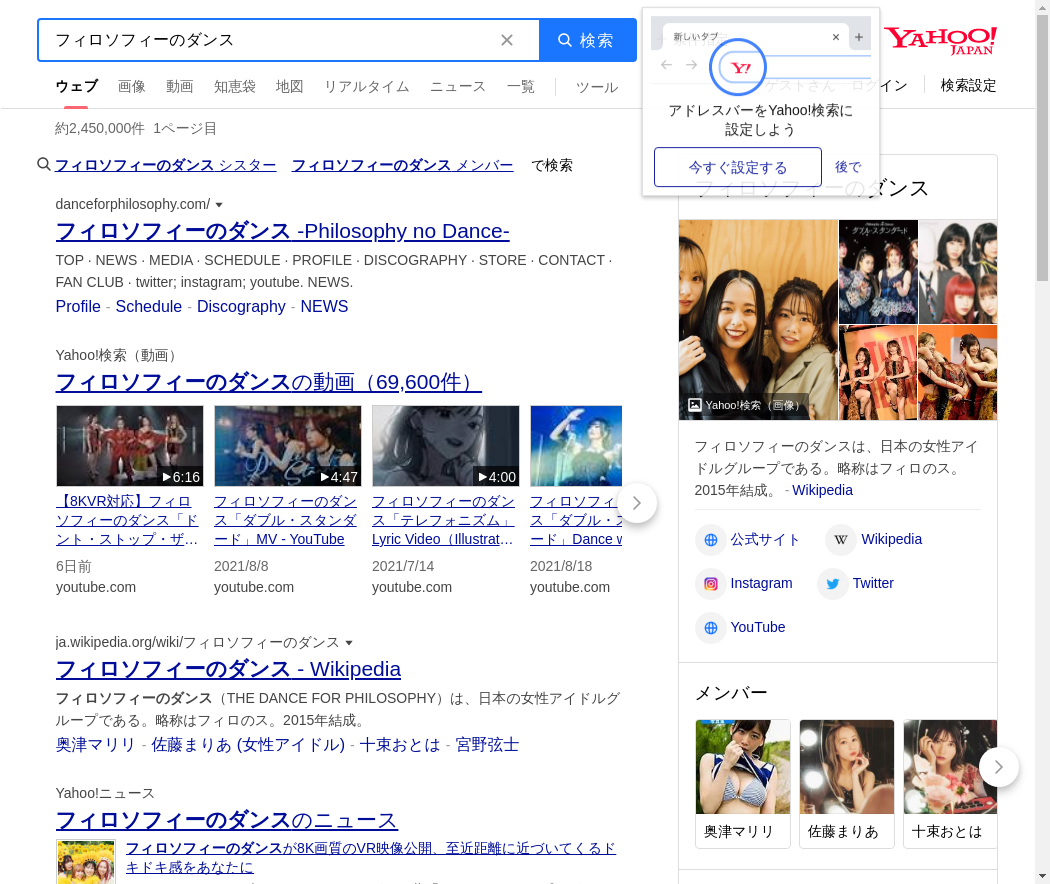 フィロソフィーのダンス
検索
新しいタブ
アドレスバーをYahoo!検索に
設定しよう
今すぐ設定する 後で
YAHOO!
JAPAN
ゲストさん ログイン 検索設定
ウェブ 画像 動画 知恵袋 地図 リアルタイム ニュース 一覧 ツール
約2,450,000件 1ページ目
フィロソフィーのダンス シスター フィロソフィーのダンス メンバー で検索
danceforphilosophy.com/
フィロソフィーのダンス -Philosophy no Dance-
TOP · NEWS · MEDIA · SCHEDULE · PROFILE · DISCOGRAPHY · STORE · CONTACT ·
FAN CLUB · twitter; instagram; youtube. NEWS.
Profile - Schedule - Discography - NEWS
Yahoo!検索（動画）
フィロソフィーのダンスの動画（69,600件）
6:16
【8KVR対応】フィロ
ソフィーのダンス「ド
ント・ストップ・ザ…
6日前
youtube.com
4:47
フィロソフィーのダン
ス「ダブル・スタンダ
ード」MV - YouTube
2021/8/8
youtube.com
4:00
フィロソフィーのダン
ス「テレフォニズム」
Lyric Video（Illustrat…
2021/7/14
youtube.com
フィロソフィ
ス「ダブル・ス
ード」Dance v
2021/8/18
youtube.com
ja.wikipedia.org/wiki/フィロソフィーのダンス
フィロソフィーのダンス - Wikipedia
フィロソフィーのダンス（THE DANCE FOR PHILOSOPHY）は、日本の女性アイドルグ
ループである。略称はフィロのス。2015年結成。
奥津マリリ - 佐藤まりあ (女性アイドル) - 十束おとは - 宮野弦士
Yahoo!ニュース
フィロソフィーのダンスのニュース
フィロソフィーのダンスが8K画質のVR映像公開、至近距離に近づいてくるド
キドキ感をあなたに
フィロソフィーのダンス
ダブル・スタンダード
Yahoo!検索（画像）
フィロソフィーのダンスは、日本の女性アイ
ドルグループである。略称はフィロのス。
2015年結成。 - Wikipedia
公式サイト Wikipedia
Instagram Twitter
YouTube
メンバー
奥津マリリ 佐藤まりあ 十束おとは